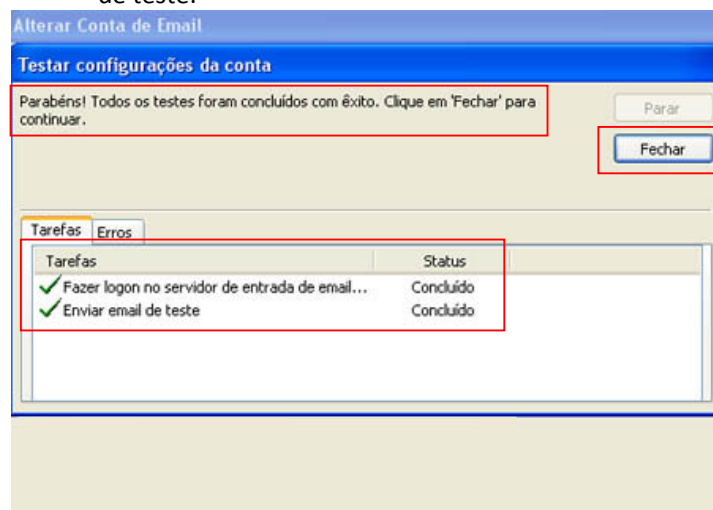 de teste.
Alterar Conta de Email
Testar configurações da conta
Parabéns! Todos os testes foram concluídos com êxito. Clique em 'Fechar' para
continuar.
Parar
Fechar
Tarefas Erros
Tarefas Status
Fazer logon no servidor de entrada de email... Concluído
Enviar email de teste Concluído